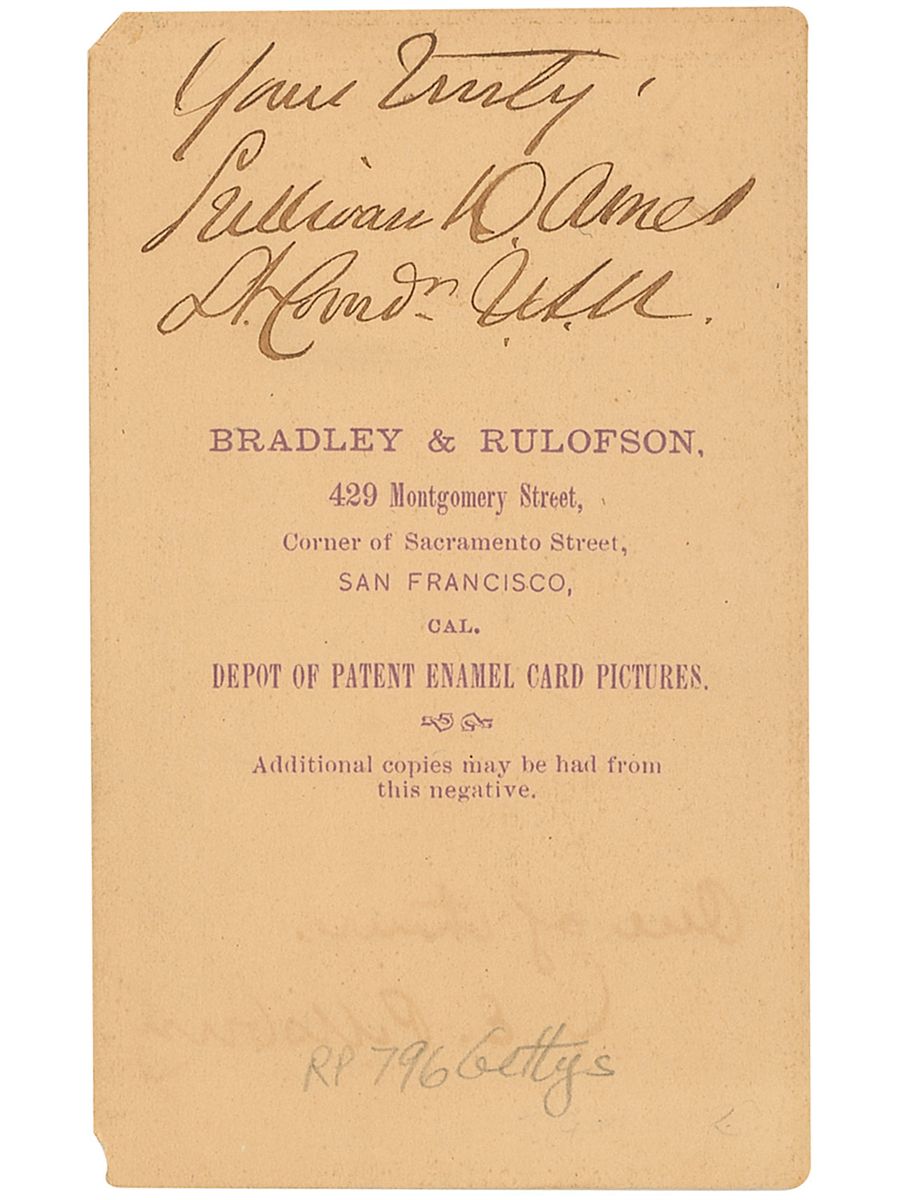 Yours Truly,
Sullivan D. Ames
Lt. Comdr. U.S.N.
BRADLEY & RULOFSON,
429 Montgomery Street,
Corner of Sacramento Street,
SAN FRANCISCO,
CAL.
DEPOT OF PATENT ENAMEL CARD PICTURES.
Additional copies may be had from
this negative.
RP 796 Gettys